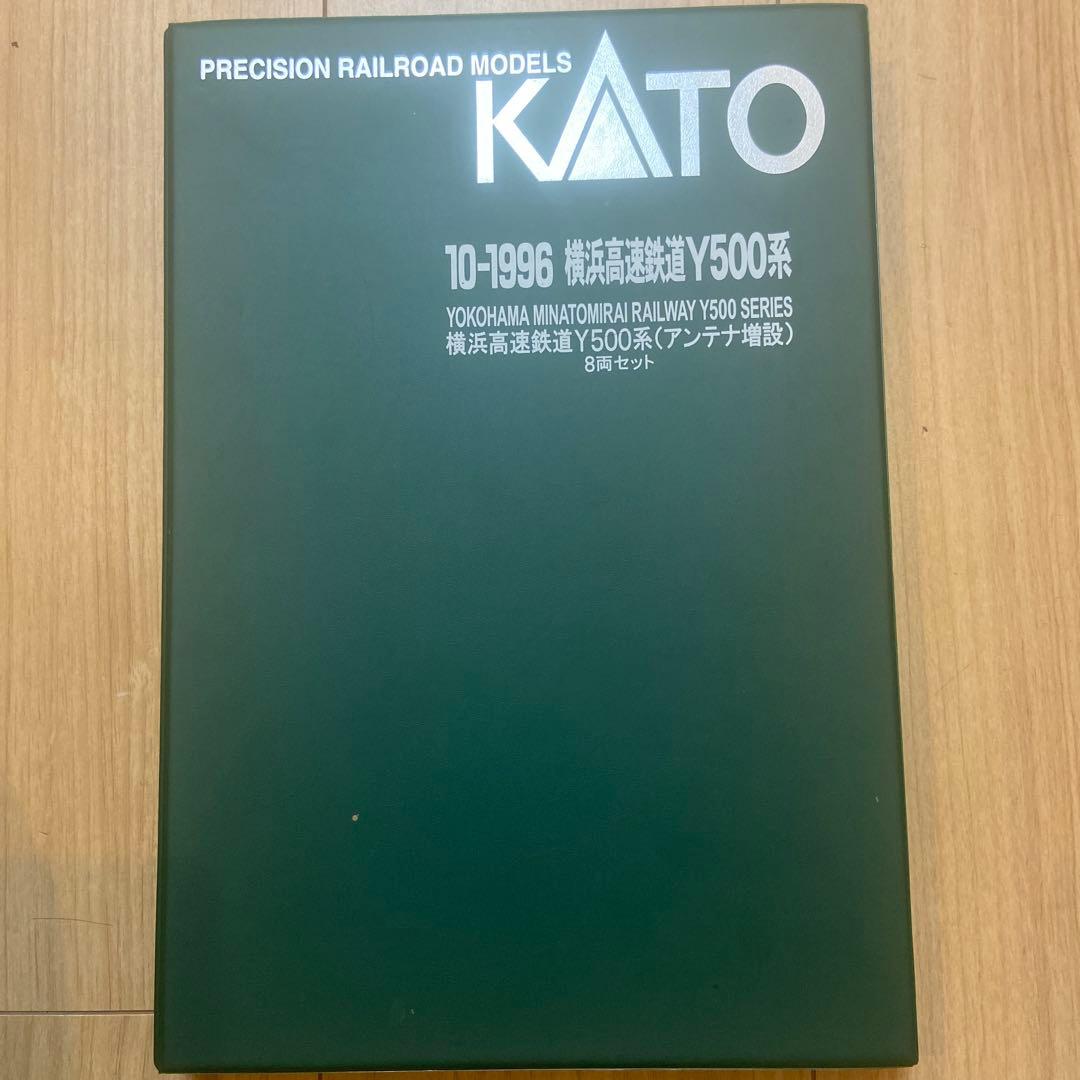 PRECISION RAILROAD MODELS
KATO
10-1996 横浜高速鉄道Y500系
YOKOHAMA MINATOMIRAI RAILWAY Y500 SERIES
横浜高速鉄道Y500系(アンテナ増設)
8両セット